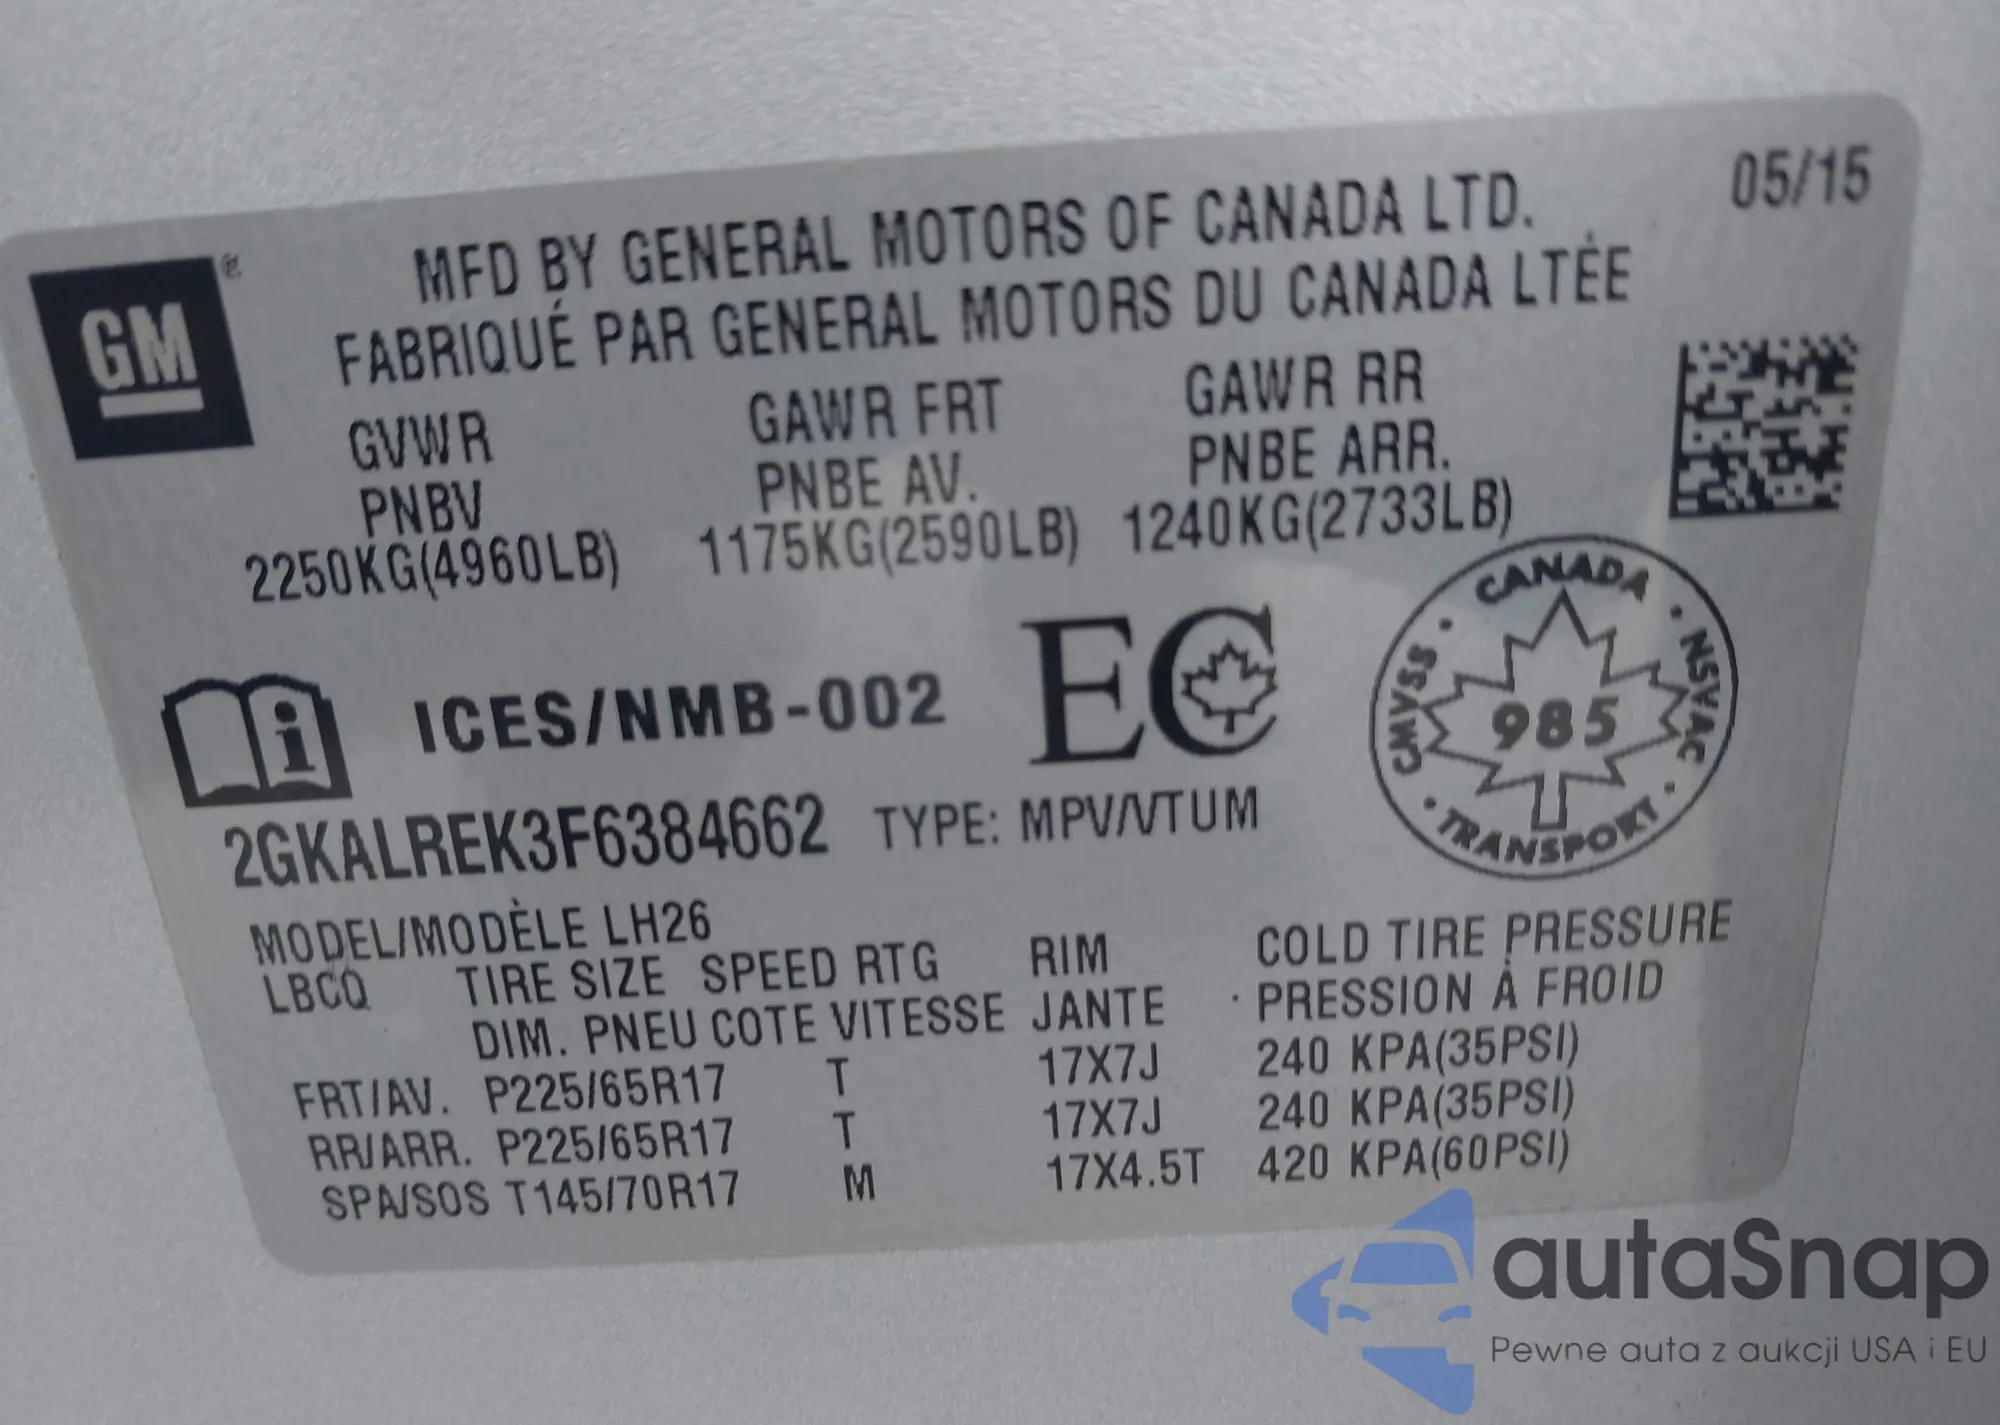 05/15
GM
MFD BY GENERAL MOTORS OF CANADA LTD.
FABRIQUÉ PAR GENERAL MOTORS DU CANADA LTÉE
GVWR GAWR FRT GAWR RR
PNBV PNBE AV. PNBE ARR.
2250KG(4960LB) 1175KG(2590LB) 1240KG(2733LB)
i ICES/NMB-002 EC
CANADA · NSVAC · TRANSPORT · CMVSS ·
985
2GKALREK3F6384662 TYPE: MPV/VTUM
MODEL/MODÈLE LH26
LBCQ TIRE SIZE SPEED RTG RIM COLD TIRE PRESSURE
DIM. PNEU COTE VITESSE JANTE · PRESSION À FROID
FRT/AV. P225/65R17 T 17X7J 240 KPA(35PSI)
RR/ARR. P225/65R17 T 17X7J 240 KPA(35PSI)
SPA/SOS T145/70R17 M 17X4.5T 420 KPA(60PSI)
autaSnap
Pewne auta z aukcji USA i EU